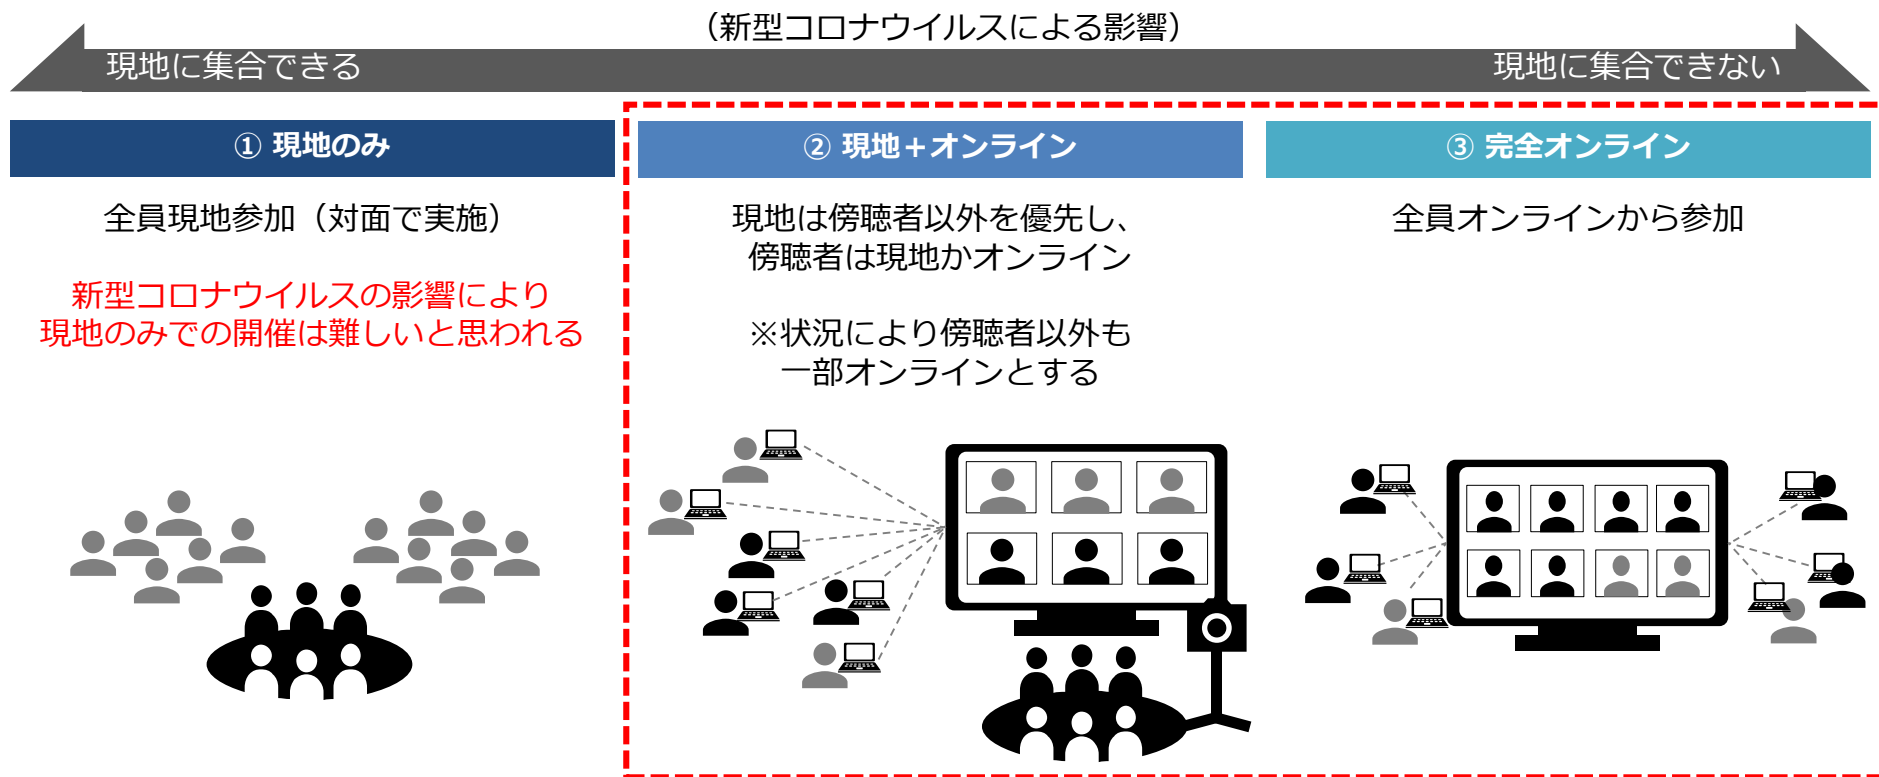 （新型コロナウイルスによる影響）
現地に集合できる
現地に集合できない
① 現地のみ
全員現地参加（対面で実施）
新型コロナウイルスの影響により
現地のみでの開催は難しいと思われる
② 現地＋オンライン
現地は傍聴者以外を優先し、
傍聴者は現地かオンライン
※状況により傍聴者以外も
一部オンラインとする
③ 完全オンライン
全員オンラインから参加